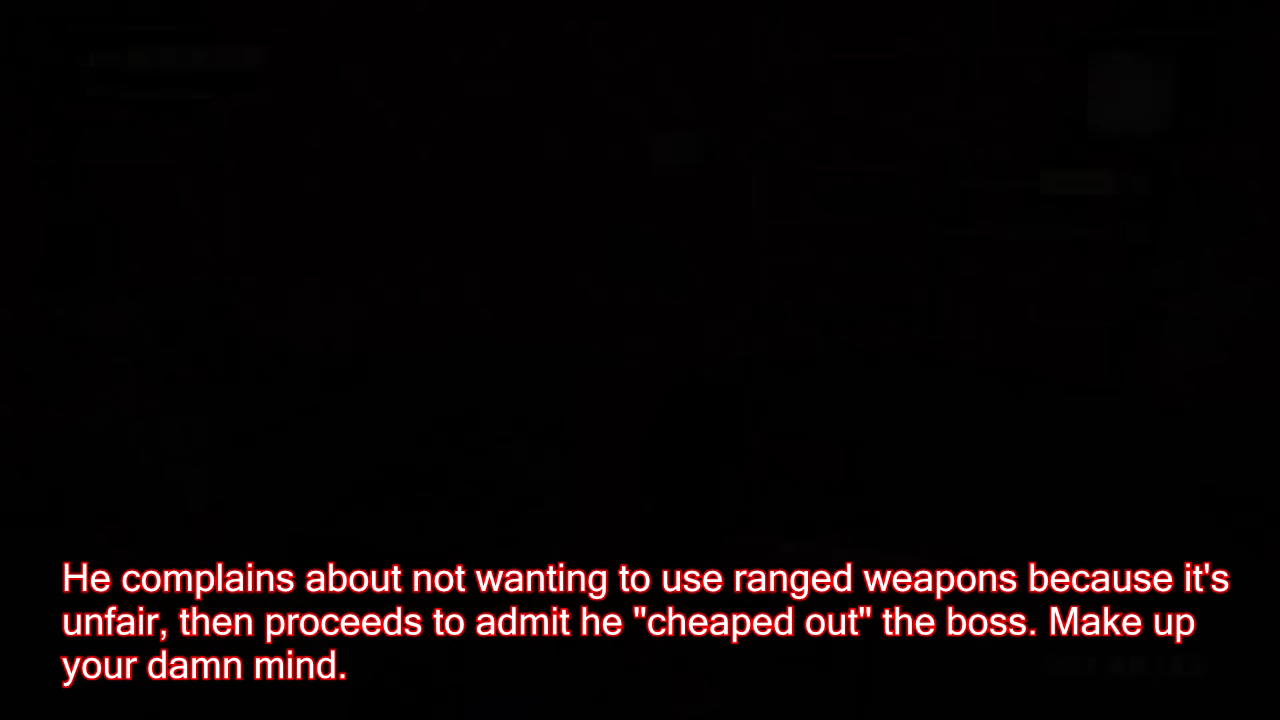 He complains about not wanting to use ranged weapons because it's
unfair, then proceeds to admit he "cheaped out" the boss. Make up
your damn mind.